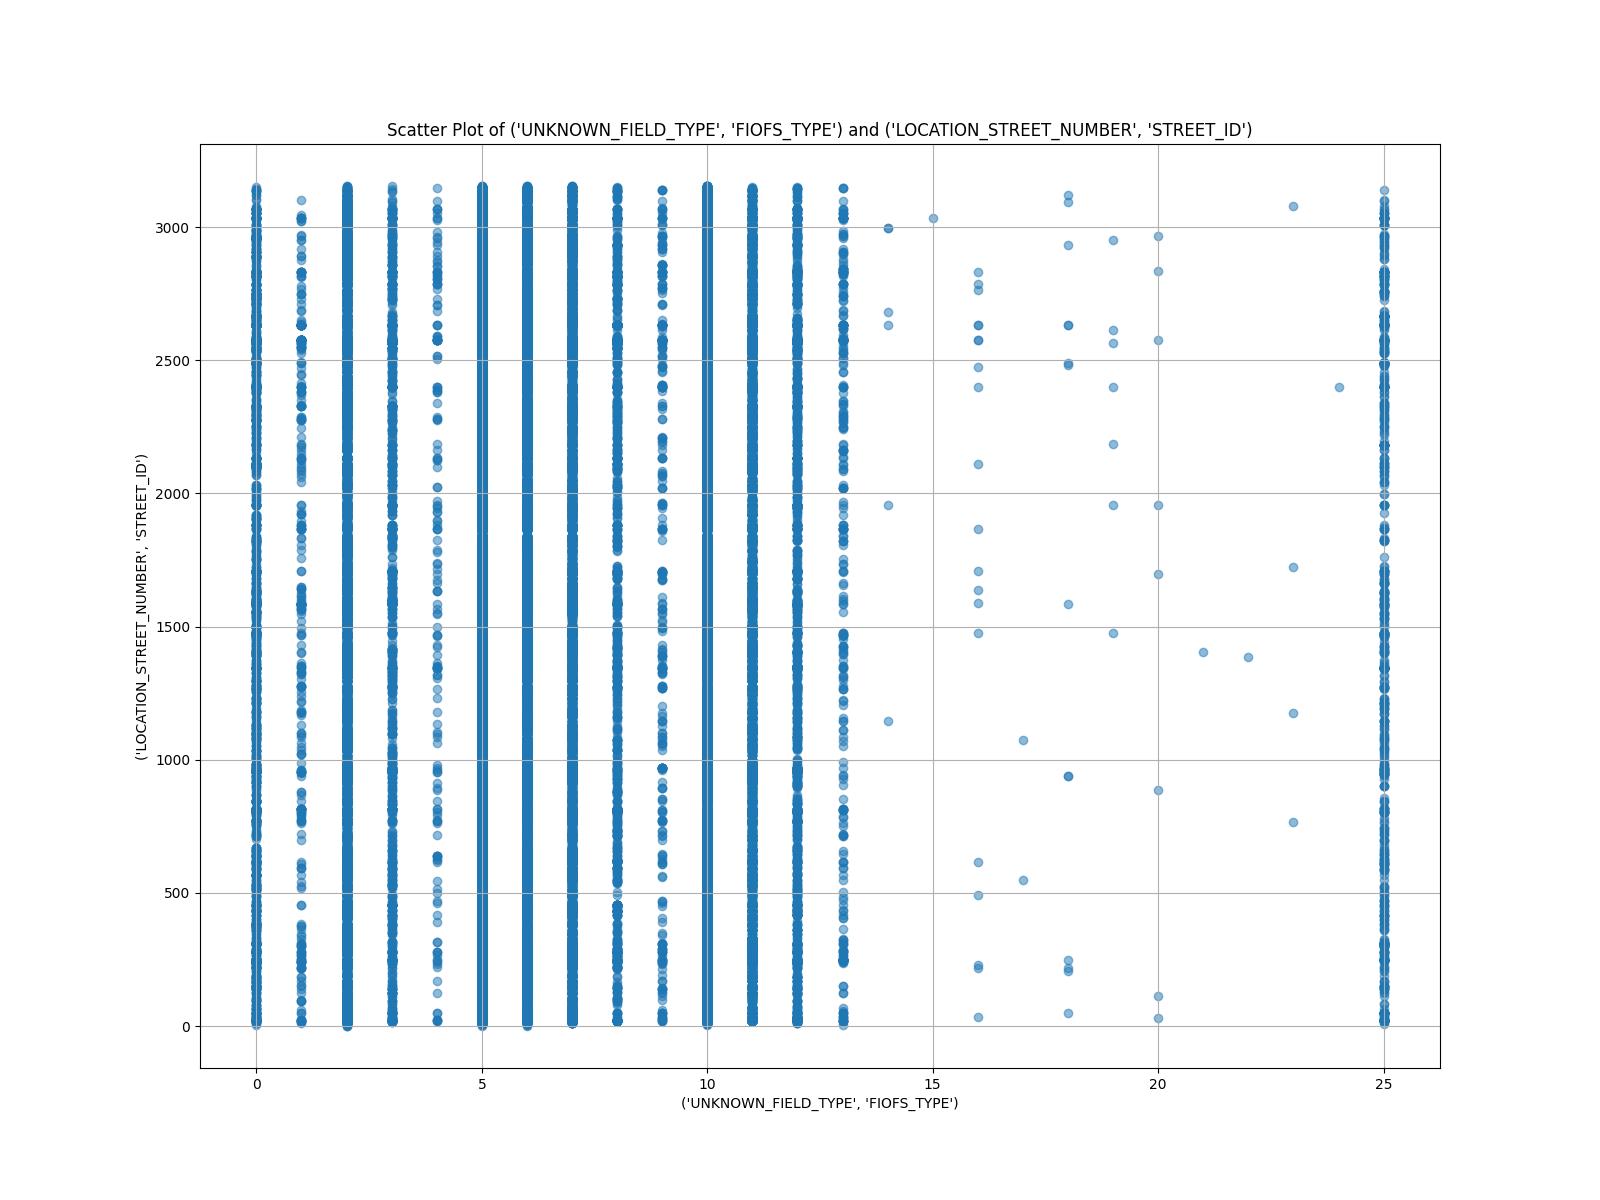 Scatter Plot of ('UNKNOWN_FIELD_TYPE', 'FIOFS_TYPE') and ('LOCATION_STREET_NUMBER', 'STREET_ID')
('LOCATION_STREET_NUMBER', 'STREET_ID')
3000
2500
2000
1500
1000
500
0
0 5 10 15 20 25
('UNKNOWN_FIELD_TYPE', 'FIOFS_TYPE')